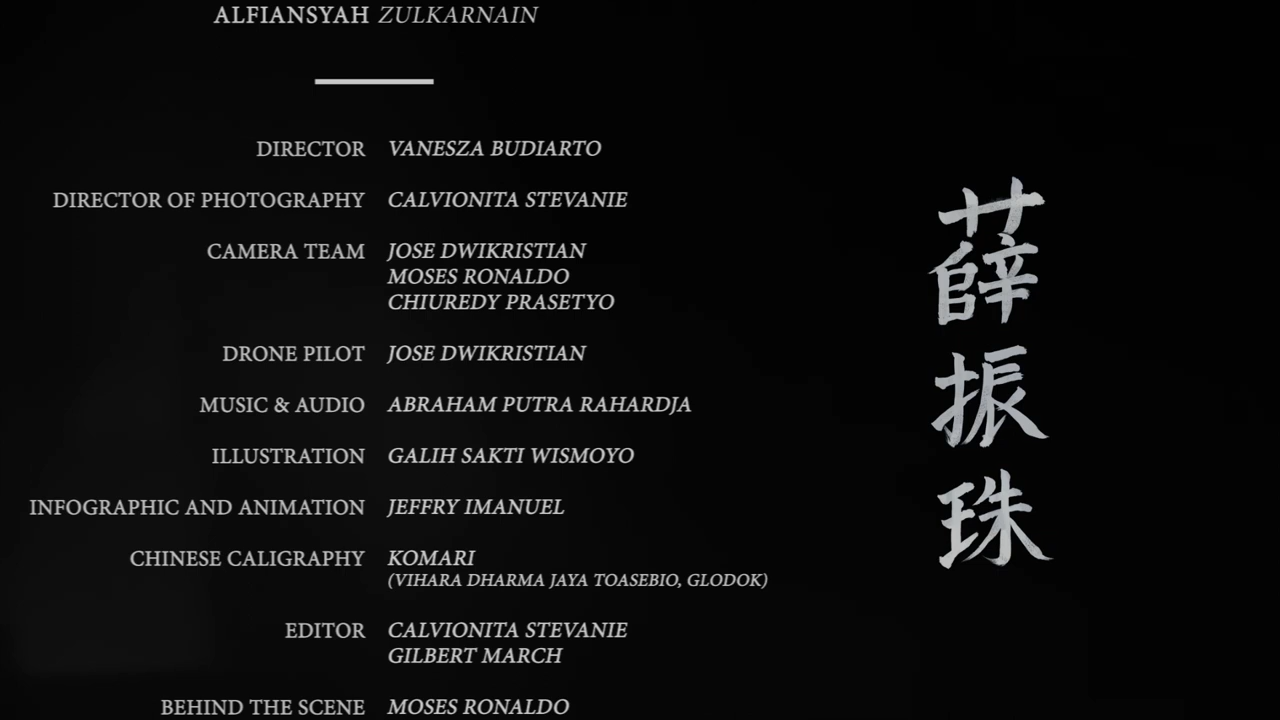 ALFIANSYAH ZULKARNAIN
DIRECTOR VANESZA BUDIARTO
DIRECTOR OF PHOTOGRAPHY CALVIONITA STEVANIE
CAMERA TEAM JOSE DWIKRISTIAN
MOSES RONALDO
CHIUREDY PRASETYO
DRONE PILOT JOSE DWIKRISTIAN
MUSIC & AUDIO ABRAHAM PUTRA RAHARDJA
ILLUSTRATION GALIH SAKTI WISMOYO
INFOGRAPHIC AND ANIMATION JEFFRY IMANUEL
CHINESE CALIGRAPHY KOMARI
(VIHARA DHARMA JAYA TOASEBIO, GLODOK)
EDITOR CALVIONITA STEVANIE
GILBERT MARCH
BEHIND THE SCENE MOSES RONALDO
薛振珠